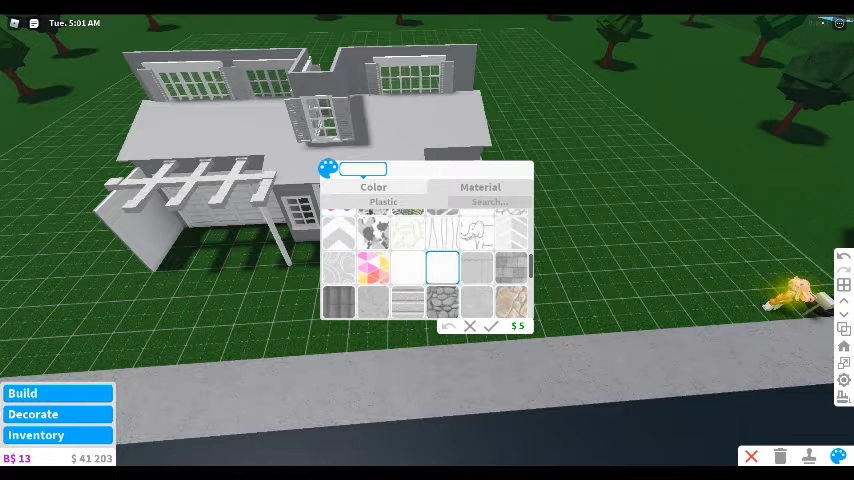 Tue. 5:01 AM
Color
Material
Plastic
Search...
$ 5
Build
Decorate
Inventory
B$ 13
$ 41 203